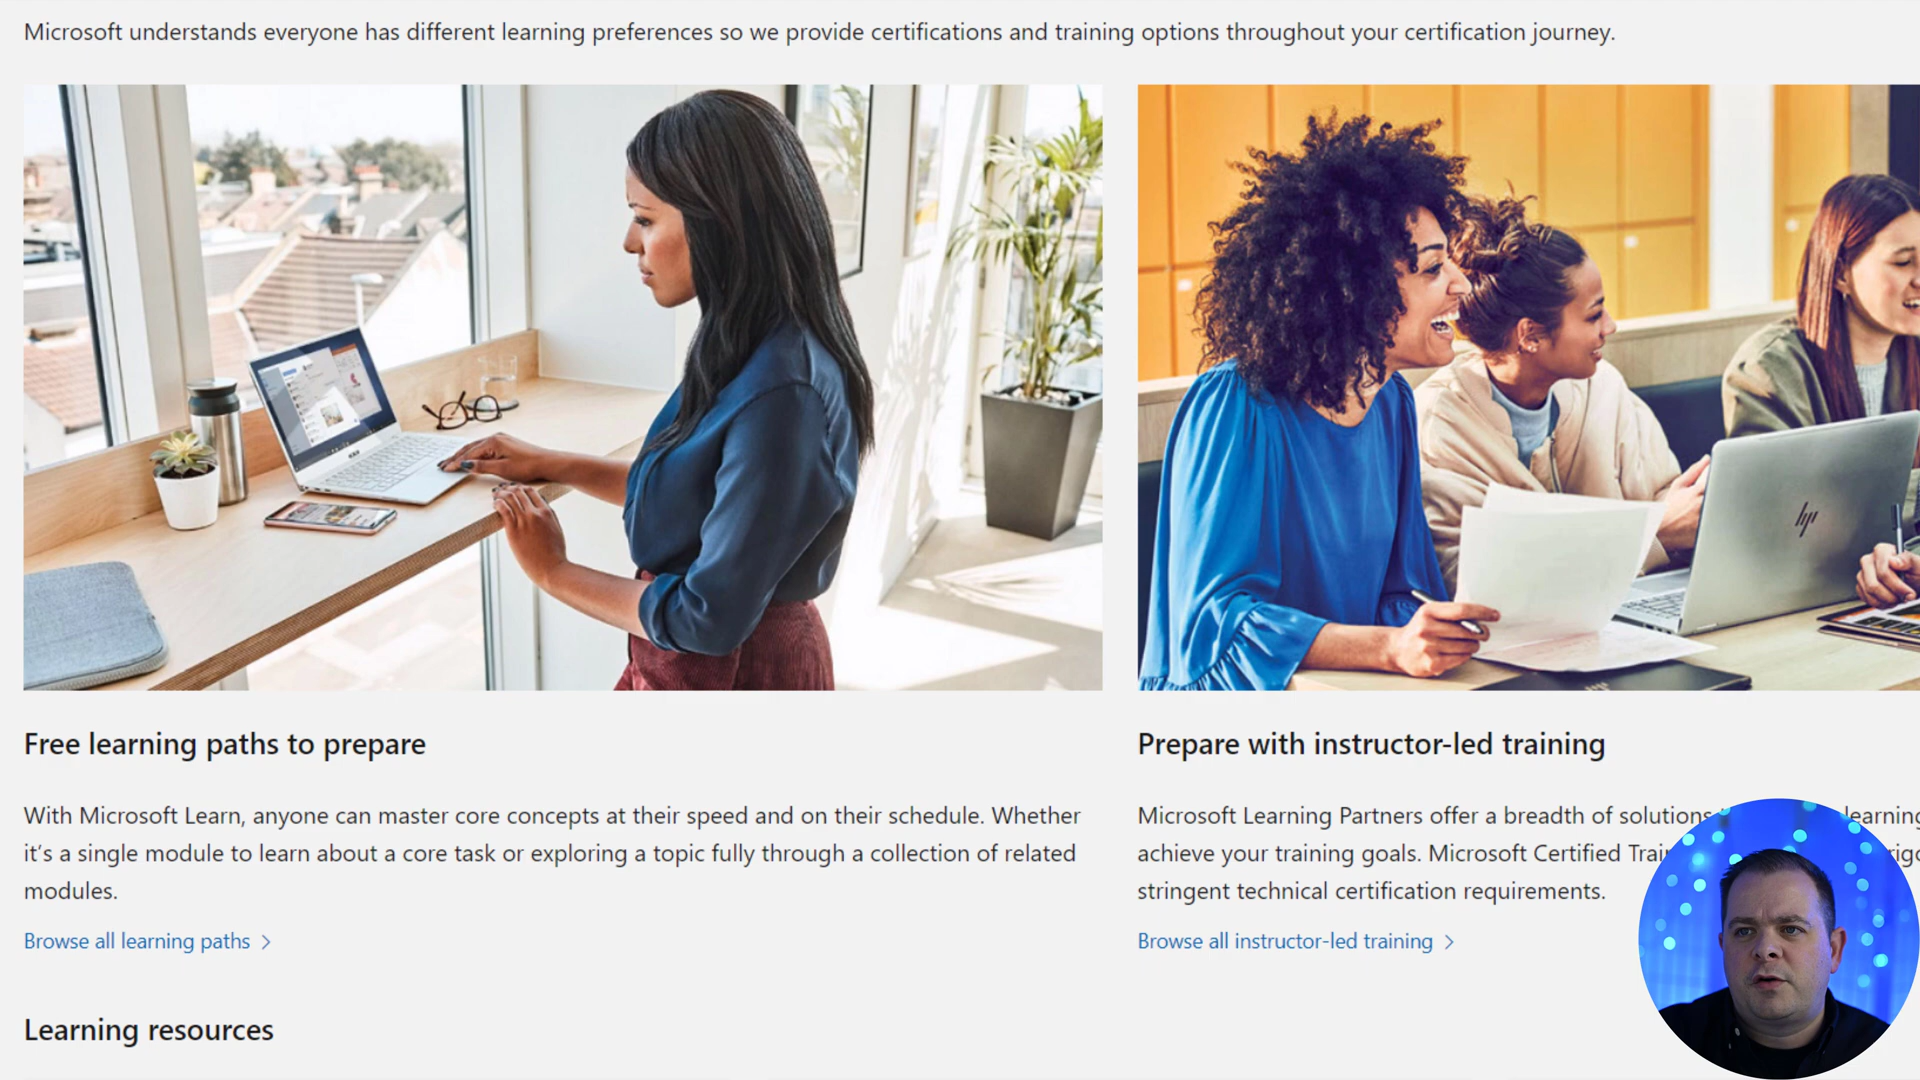 Microsoft understands everyone has different learning preferences so we provide certifications and training options throughout your certification journey.
hp
Free learning paths to prepare
With Microsoft Learn, anyone can master core concepts at their speed and on their schedule. Whether
it's a single module to learn about a core task or exploring a topic fully through a collection of related
modules.
Browse all learning paths
Prepare with instructor-led training
Microsoft Learning Partners offer a breadth of solutions learning
achieve your training goals. Microsoft Certified
stringent technical certification requirements.
Browse all instructor-led training
Learning resources